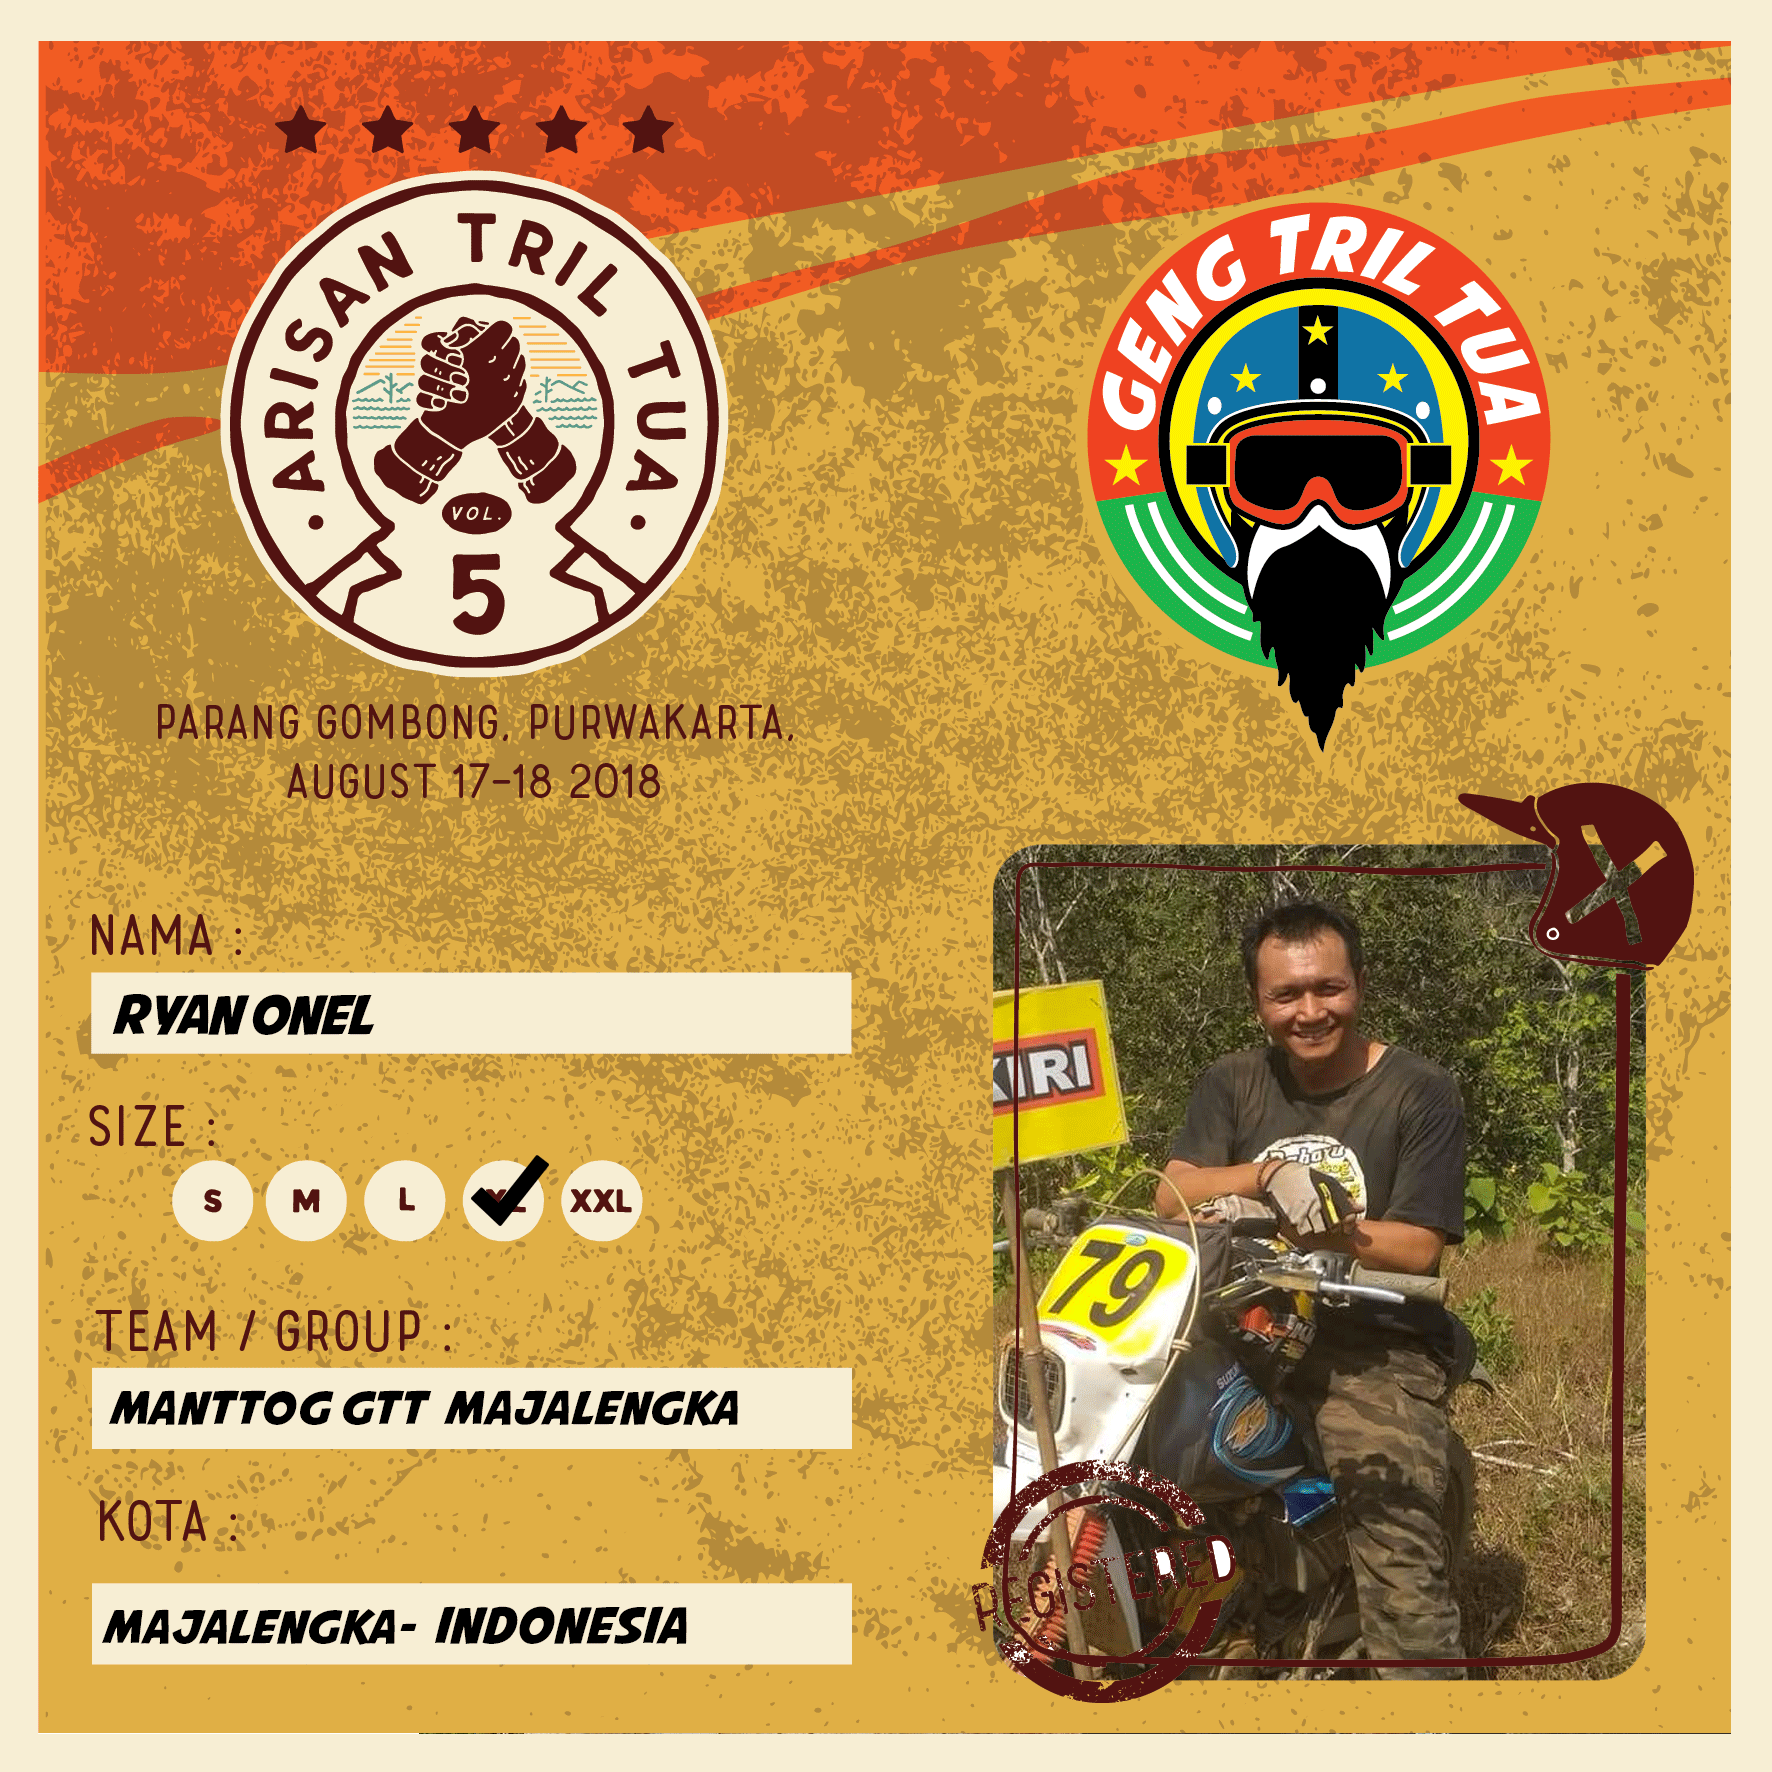 ARISAN TRIL TUA
VOL.
5
PARANG GOMBONG, PURWAKARTA,
AUGUST 17-18 2018
GENG TRIL TUA
NAMA :
RYAN ONEL
SIZE :
S M L XL XXL
TEAM / GROUP :
MANTTOG GTT MAJALENGKA
KOTA :
MAJALENGKA- INDONESIA
KIRI
79
REGISTERED